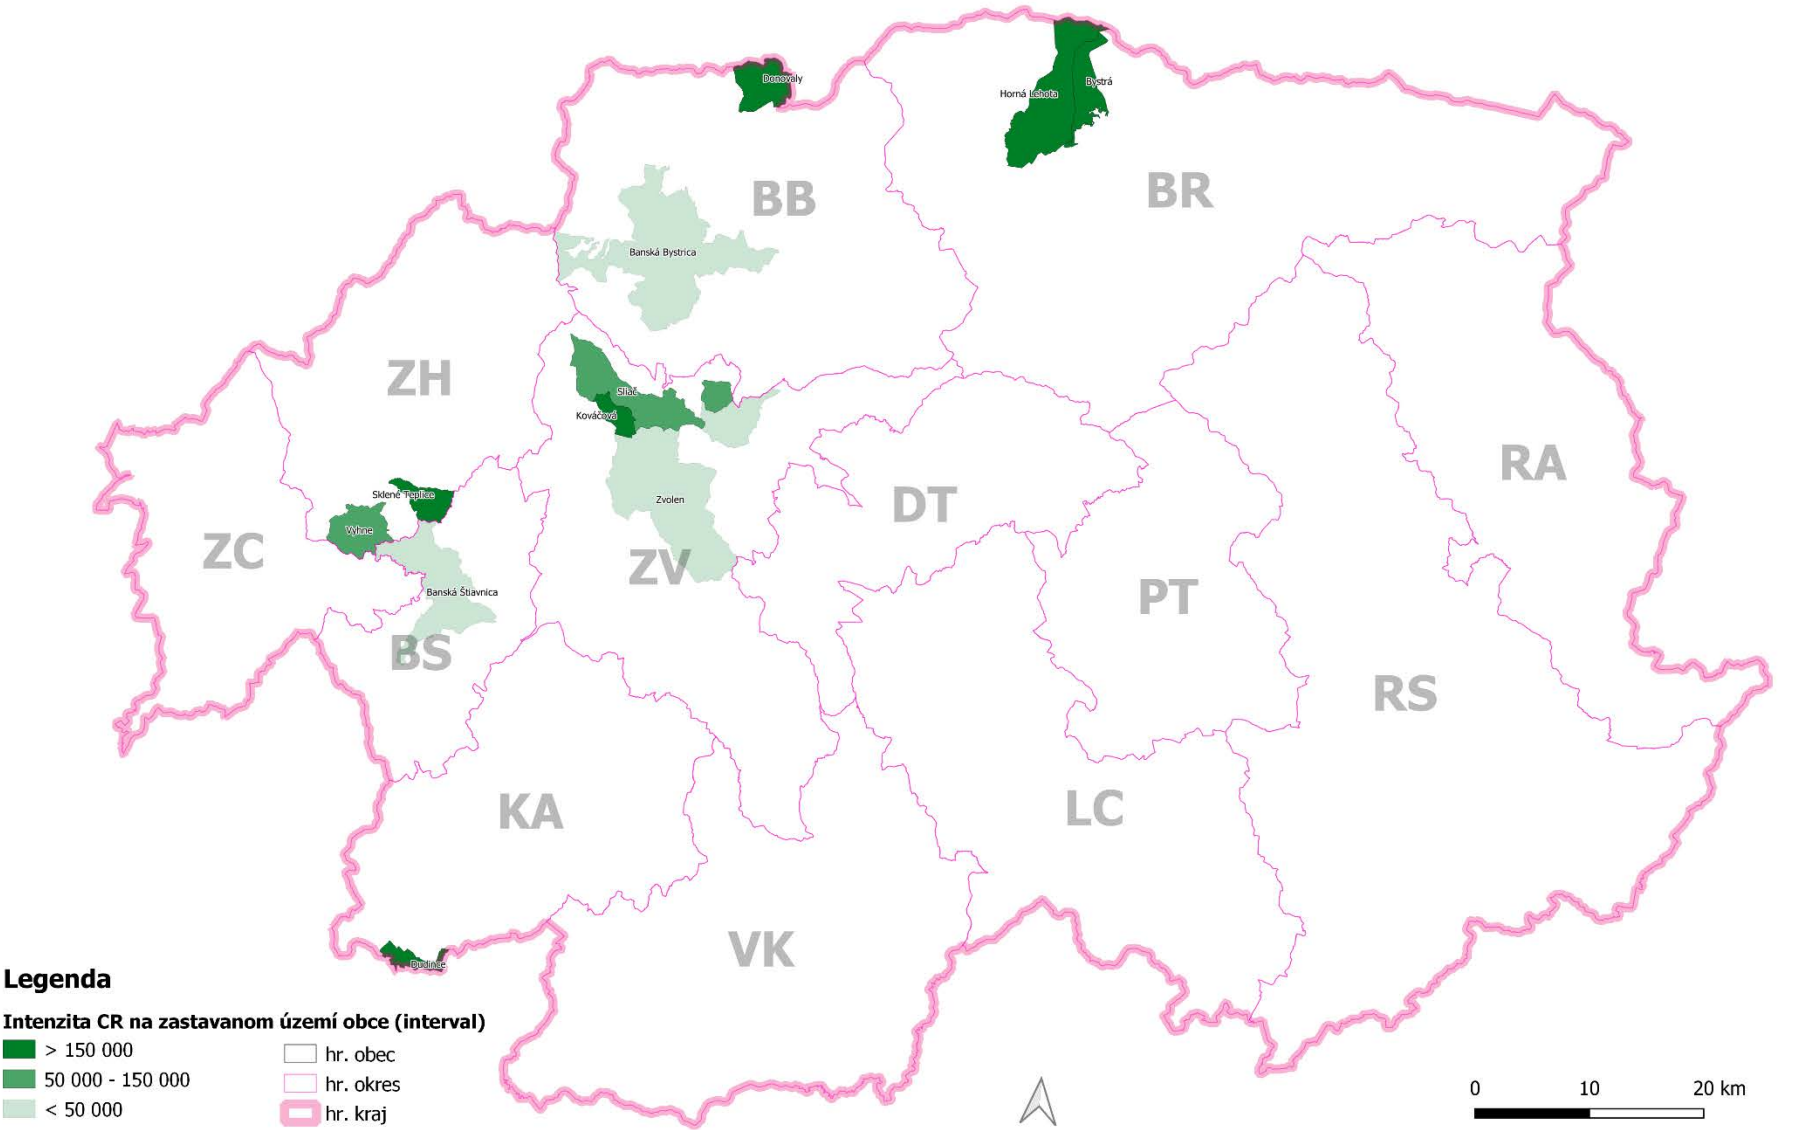 Donovaly
Bystrá
Horná Lehota
BB
BR
Banská Bystrica
ZH
Sliač
Kováčová
RA
Sklené Teplice
Zvolen
DT
Vyhne
ZC
ZV
Banská Štiavnica
PT
BS
RS
KA
LC
VK
Dudince
Legenda
Intenzita CR na zastavanom území obce (interval)
> 150 000
hr. obec
50 000 - 150 000
hr. okres
< 50 000
hr. kraj
0 10 20 km